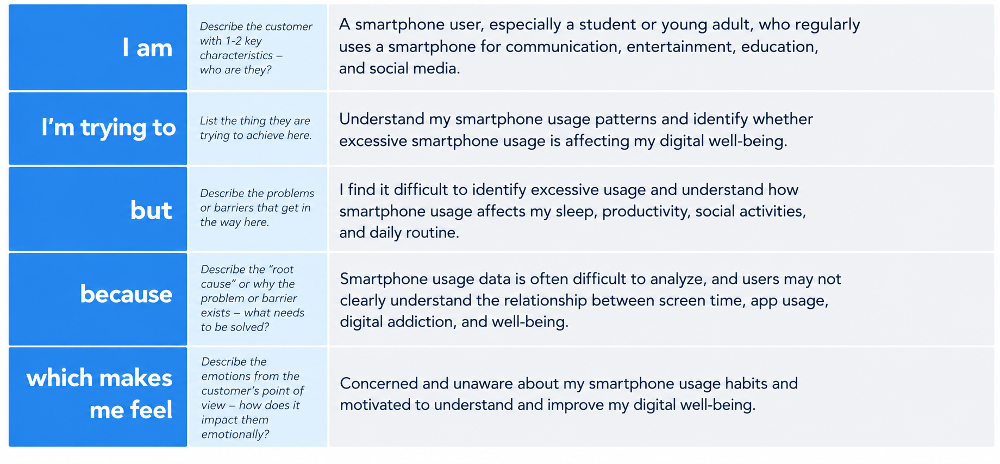 I am
Describe the customer
with 1-2 key
characteristics –
who are they?
A smartphone user, especially a student or young adult, who regularly
uses a smartphone for communication, entertainment, education,
and social media.
I’m trying to
List the thing they are
trying to achieve here.
Understand my smartphone usage patterns and identify whether
excessive smartphone usage is affecting my digital well-being.
but
Describe the problems
or barriers that get in
the way here.
I find it difficult to identify excessive usage and understand how
smartphone usage affects my sleep, productivity, social activities,
and daily routine.
because
Describe the “root
cause” or why the
problem or barrier
exists – what needs
to be solved?
Smartphone usage data is often difficult to analyze, and users may not
clearly understand the relationship between screen time, app usage,
digital addiction, and well-being.
which makes
me feel
Describe the
emotions from the
customer’s point of
view – how does it
impact them
emotionally?
Concerned and unaware about my smartphone usage habits and
motivated to understand and improve my digital well-being.